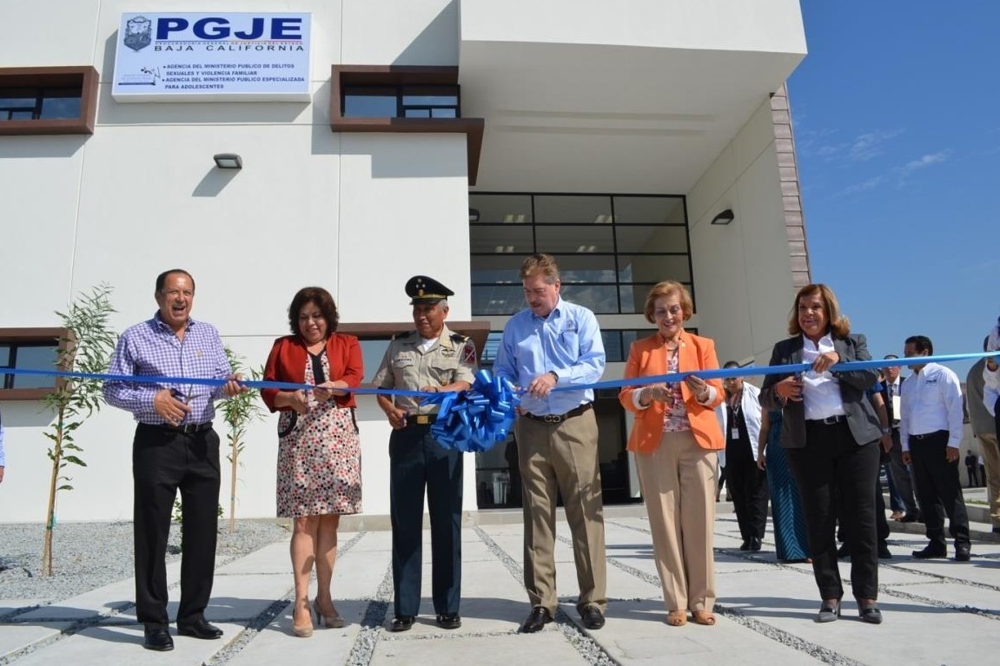 PGJE
PROCURADURIA GENERAL DE JUSTICIA DEL ESTADO
BAJA CALIFORNIA
• AGENCIA DEL MINISTERIO PUBLICO DE DELITOS
SEXUALES Y VIOLENCIA FAMILIAR
• AGENCIA DEL MINISTERIO PUBLICO ESPECIALIZADA
PARA ADOLESCENTES